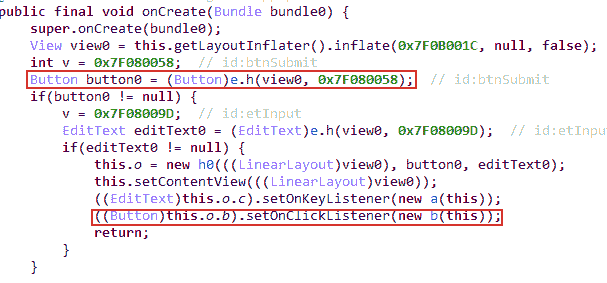 public final void onCreate(Bundle bundle0) {
    super.onCreate(bundle0);
    View view0 = this.getLayoutInflater().inflate(0x7F0B001C, null, false);
    int v = 0x7F080058;  // id:btnSubmit
    Button button0 = (Button)e.h(view0, 0x7F080058);  // id:btnSubmit
    if(button0 != null) {
        v = 0x7F08009D;  // id:etInput
        EditText editText0 = (EditText)e.h(view0, 0x7F08009D);  // id:etInpu
        if(editText0 != null) {
            this.o = new h0(((LinearLayout)view0), button0, editText0);
            this.setContentView(((LinearLayout)view0));
            ((EditText)this.o.c).setOnKeyListener(new a(this));
            ((Button)this.o.b).setOnClickListener(new b(this));
            return;
        }
    }